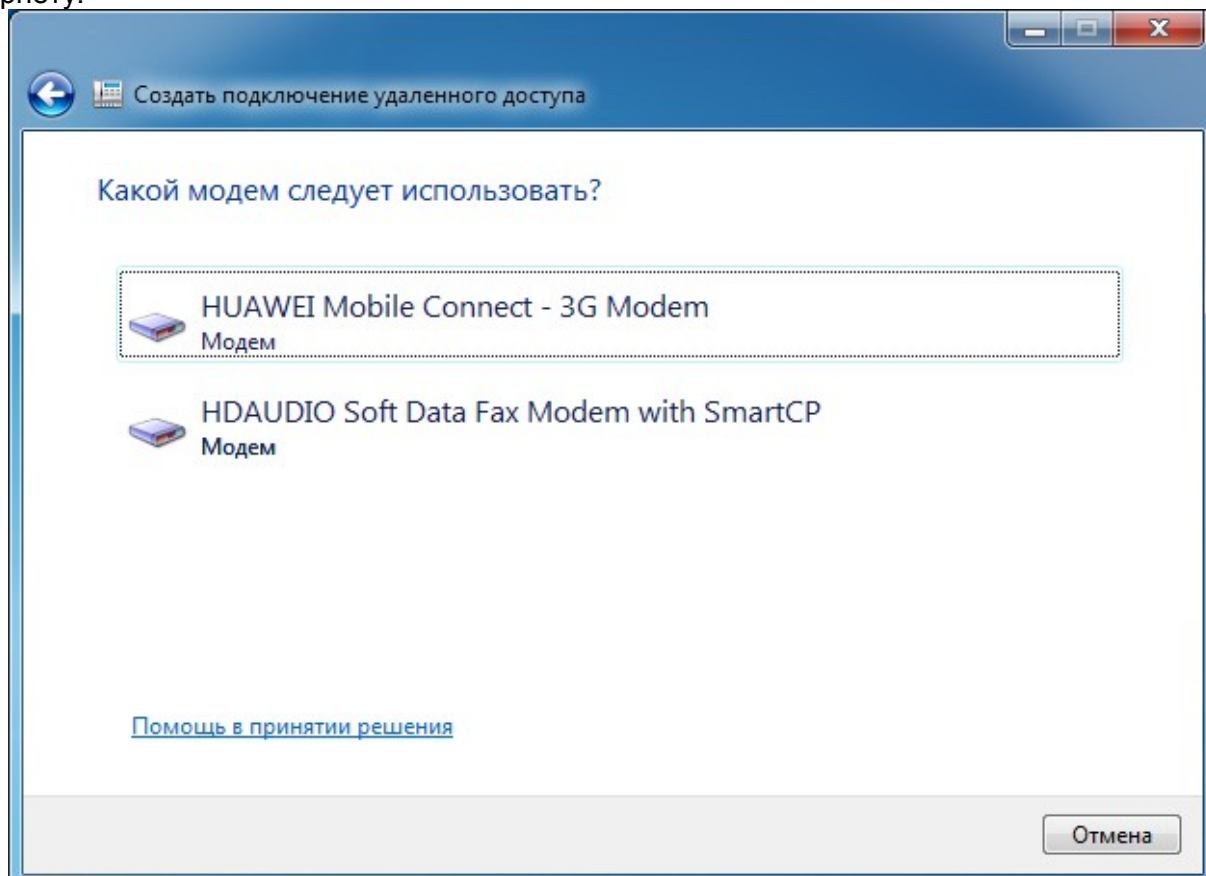 Создать подключение удаленного доступа
Какой модем следует использовать?
HUAWEI Mobile Connect - 3G Modem
Модем
HDAUDIO Soft Data Fax Modem with SmartCP
Модем
Помощь в принятии решения
Отмена